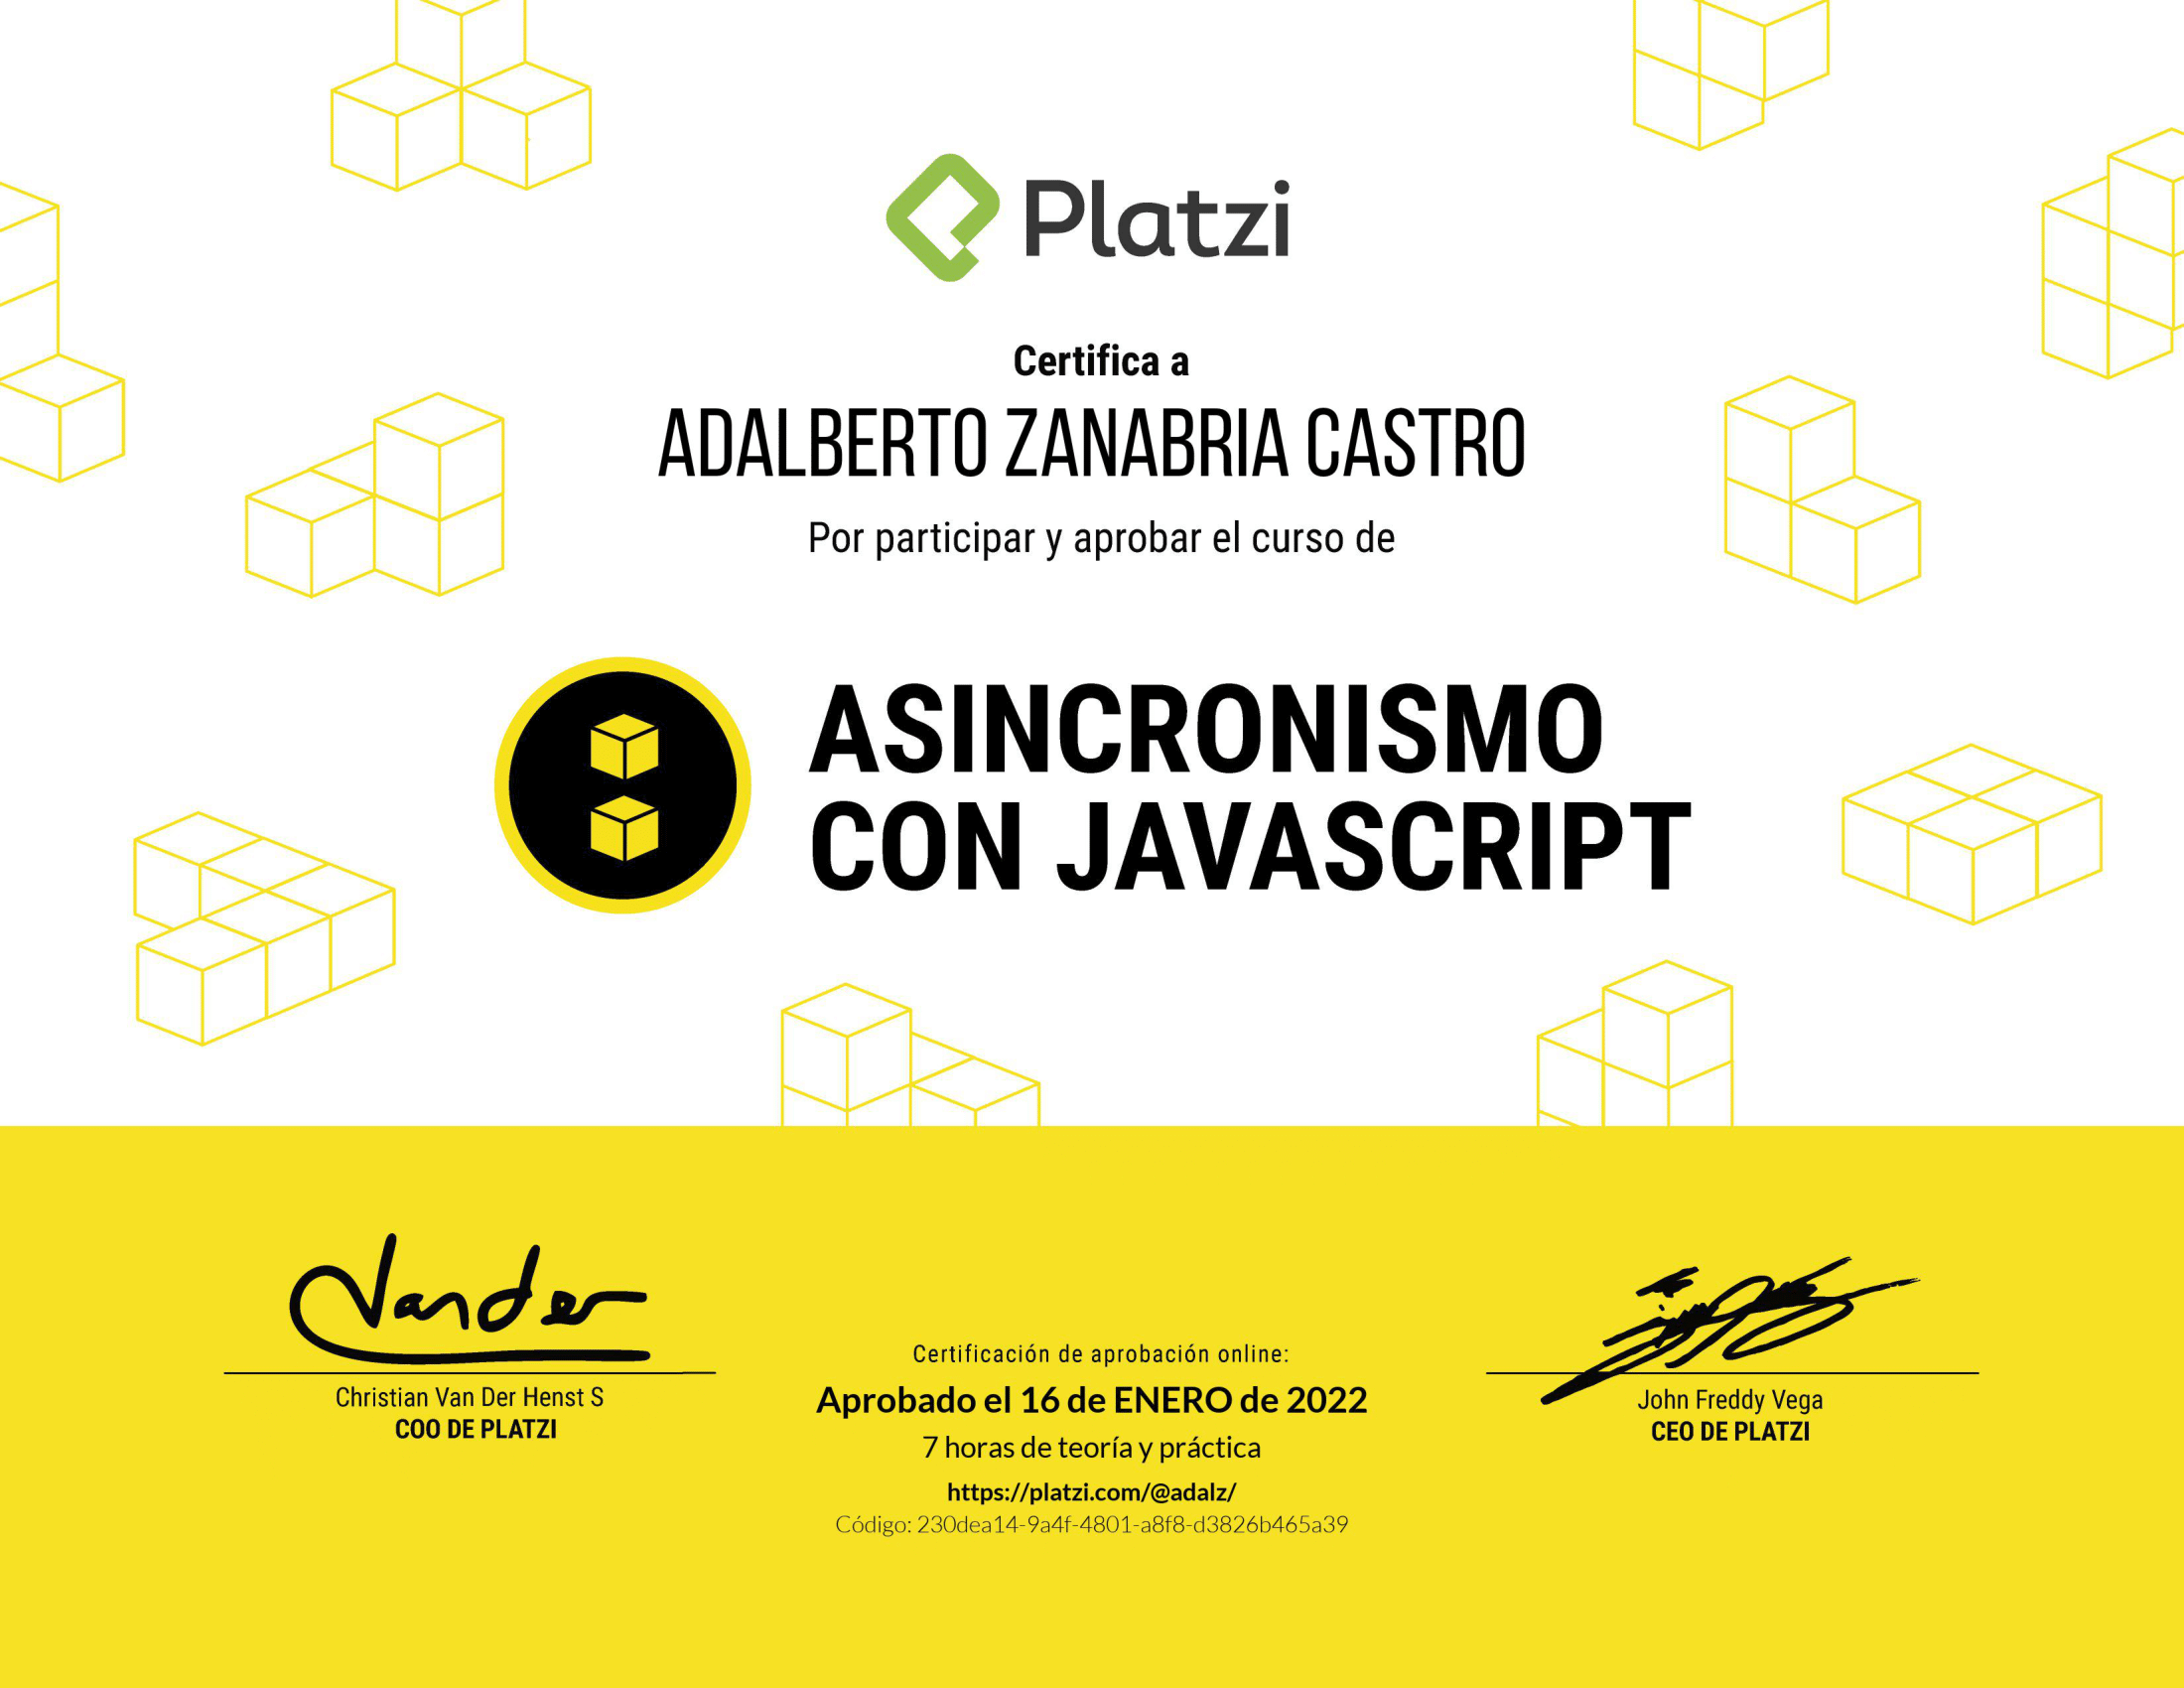 Platzi
Certifica a
ADALBERTO ZANABRIA CASTRO
Por participar y aprobar el curso de
ASINCRONISMO
CON JAVASCRIPT
Vander
Christian Van Der Henst S
COO DE PLATZI
Certificación de aprobación online:
Aprobado el 16 de ENERO de 2022
7 horas de teoría y práctica
https://platzi.com/@adalz/
Código: 230dea14-9a4f-4801-a8f8-d3826b465a39
John Freddy Vega
CEO DE PLATZI